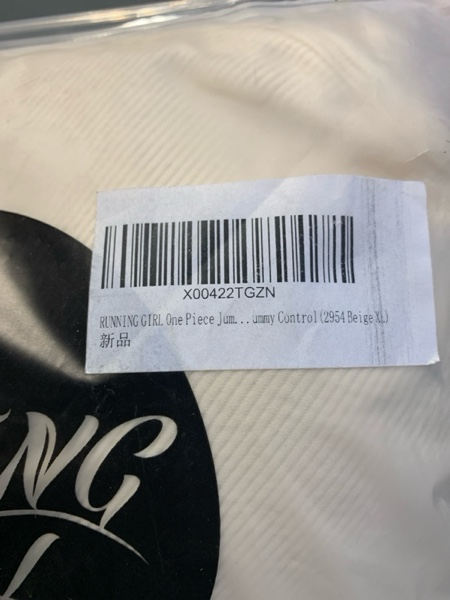 X00422TGZN
RUNNING GIRL One Piece Jum...ummy Control(2954 Beige XL)
新品
NG